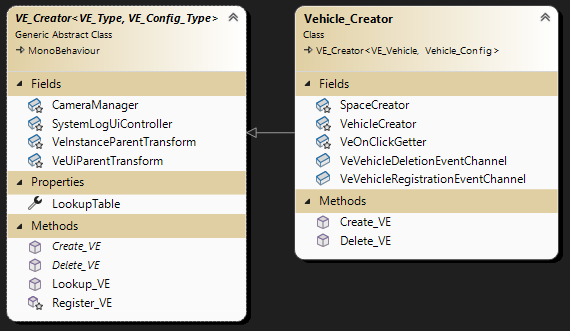 VE_Creator<VE_Type, VE_Config_Type>
Generic Abstract Class
MonoBehaviour
Fields
CameraManager
SystemLogUiController
VeInstanceParentTransform
VeUiParentTransform
Properties
LookupTable
Methods
Create_VE
Delete_VE
Lookup_VE
Register_VE
Vehicle_Creator
Class
VE_Creator<VE_Vehicle, Vehicle_Config>
Fields
SpaceCreator
VehicleCreator
VeOnClickGetter
VeVehicleDeletionEventChannel
VeVehicleRegistrationEventChannel
Methods
Create_VE
Delete_VE